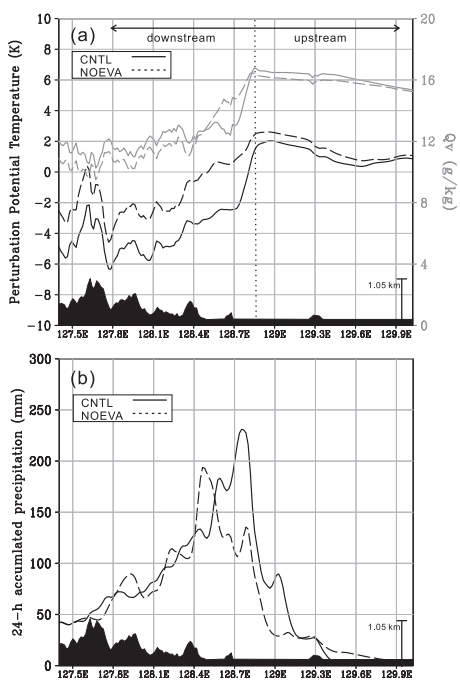 (a)
downstream
upstream
CNTL
NOEVA
Perturbation Potential Temperature (K)
10
8
6
4
2
0
-2
-4
-6
-8
-10
20
16
12
8
4
0
Qv (g/kg)
1.05 km
127.5E 127.8E 128.1E 128.4E 128.7E 129E 129.3E 129.6E 129.9E
(b)
CNTL
NOEVA
24-h accumlated precipitation (mm)
300
250
200
150
100
50
0
1.05 km
127.5E 127.8E 128.1E 128.4E 128.7E 129E 129.3E 129.6E 129.9E